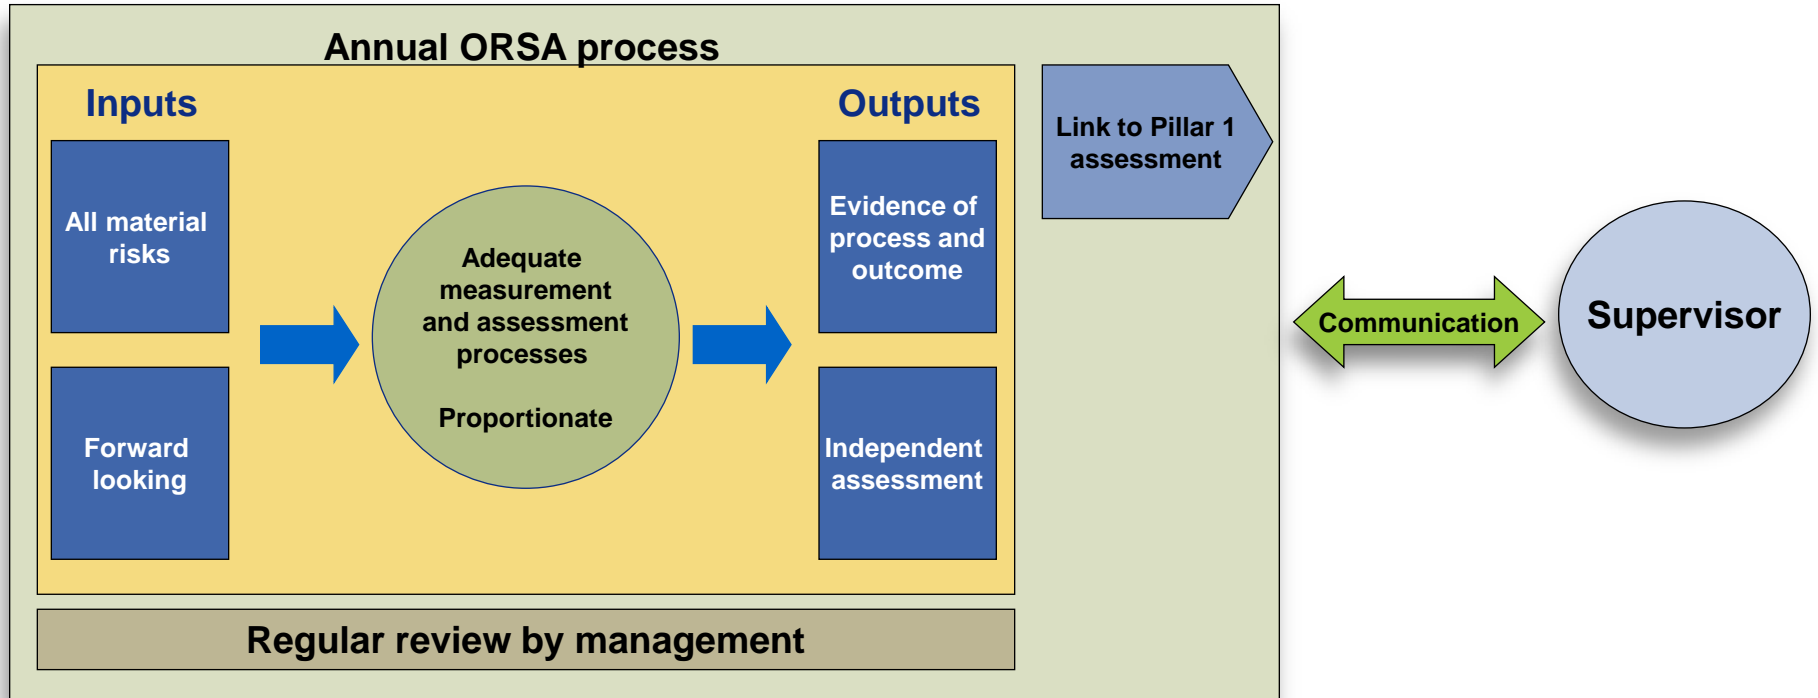 Annual ORSA process
Inputs
Outputs
All material
risks
Forward
looking
Adequate
measurement
and assessment
processes
Proportionate
Evidence of
process and
outcome
Independent
assessment
Link to Pillar 1
assessment
Communication
Supervisor
Regular review by management